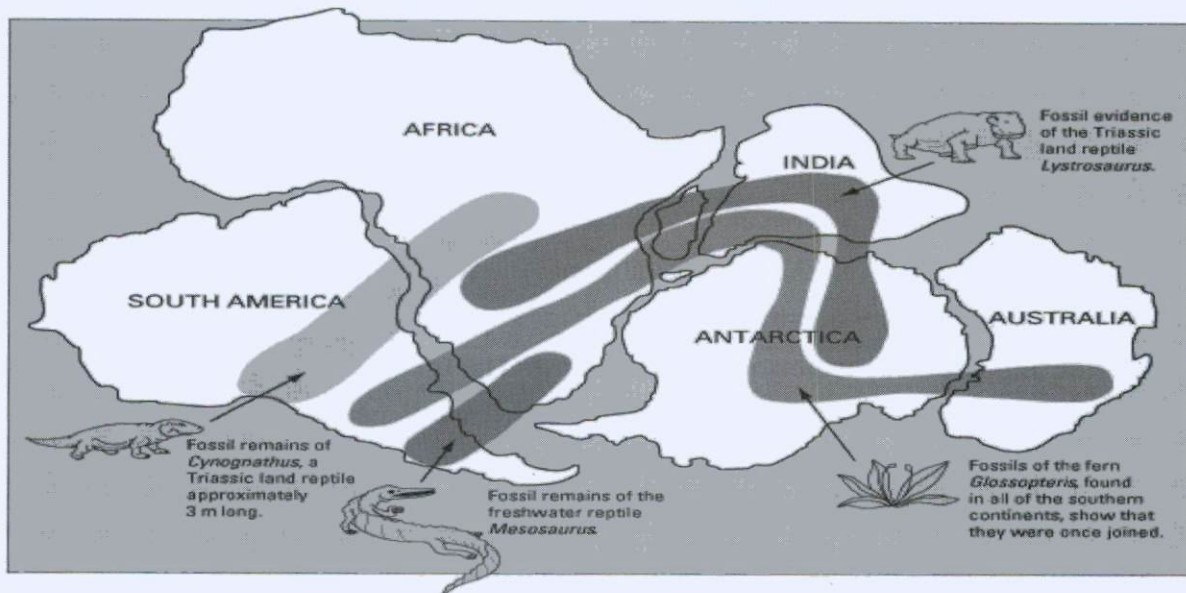 AFRICA
INDIA
Fossil evidence
of the Triassic
land reptile
Lystrosaurus.
SOUTH AMERICA
ANTARCTICA
AUSTRALIA
Fossil remains of
Cynognathus, a
Triassic land reptile
approximately
3 m long.
Fossil remains of the
freshwater reptile
Mesosaurus.
Fossils of the fern
Glossopteris, found
in all of the southern
continents, show that
they were once joined.